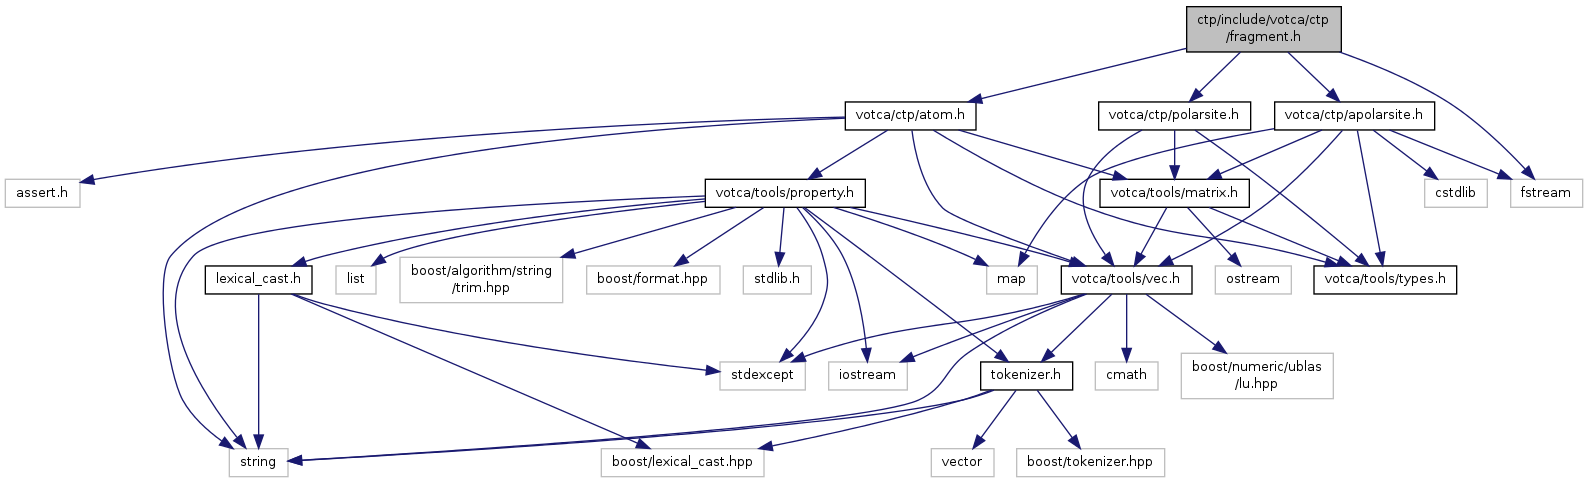 ctp/include/votca/ctp
/fragment.h
votca/ctp/atom.h
votca/ctp/polarsite.h
votca/ctp/apolarsite.h
assert.h
votca/tools/property.h
votca/tools/matrix.h
cstdlib
fstream
lexical_cast.h
list
boost/algorithm/string
/trim.hpp
boost/format.hpp
stdlib.h
map
votca/tools/vec.h
ostream
votca/tools/types.h
stdexcept
iostream
tokenizer.h
cmath
boost/numeric/ublas
/lu.hpp
string
boost/lexical_cast.hpp
vector
boost/tokenizer.hpp